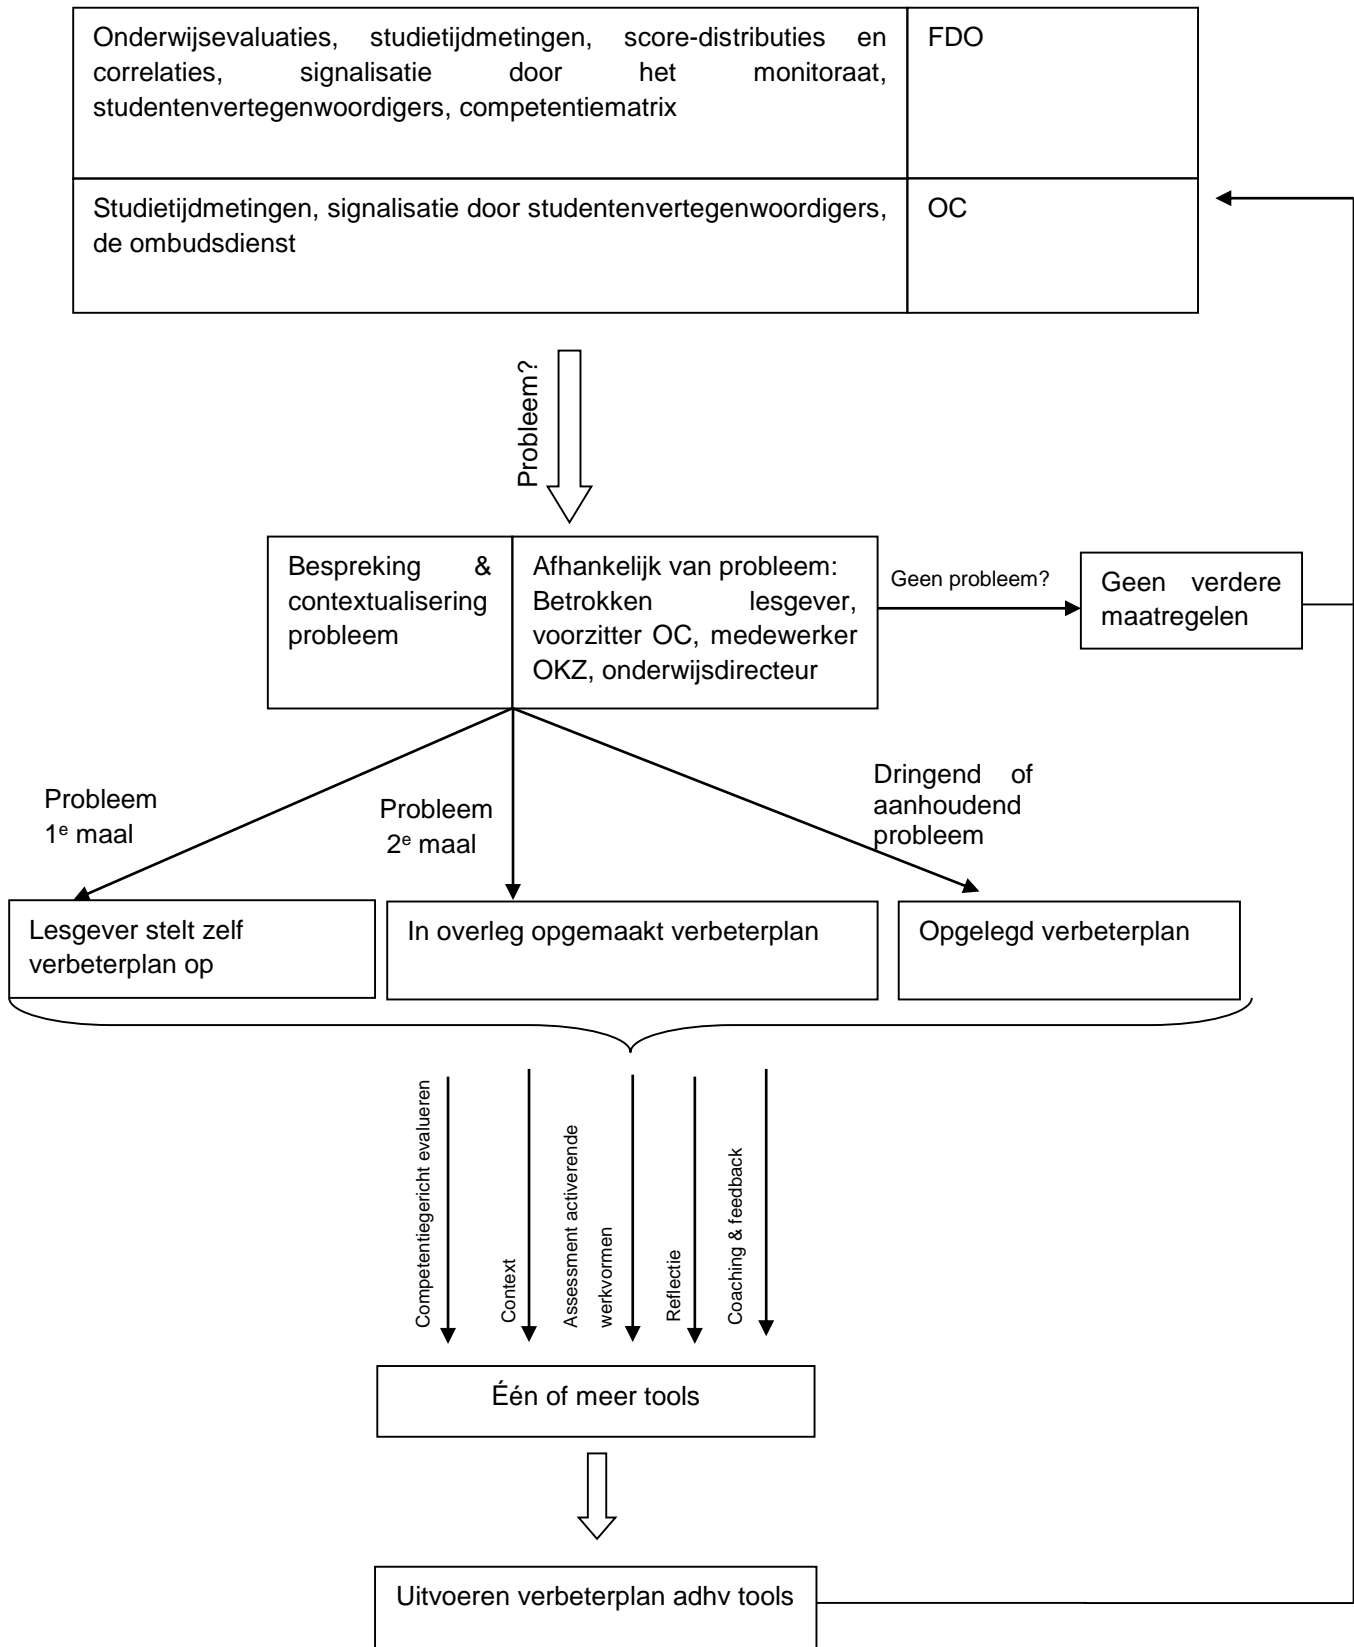 Onderwijsevaluaties, studietijdmetingen, score-distributies en
correlaties, signalisatie door het monitoraat,
studentenvertegenwoordigers, competentiematrix
FDO
Studietijdmetingen, signalisatie door studentenvertegenwoordigers,
de ombudsdienst
OC
Probleem?
Bespreking &
contextualisering
probleem
Afhankelijk van probleem:
Betrokken lesgever,
voorzitter OC, medewerker
OKZ, onderwijsdirecteur
Geen probleem?
Geen verdere
maatregelen
Probleem
1e maal
Probleem
2e maal
Dringend of
aanhoudend
probleem
Lesgever stelt zelf
verbeterplan op
In overleg opgemaakt verbeterplan
Opgelegd verbeterplan
Competentiegericht evalueren
Context
Assessment activerende
werkvormen
Reflectie
Coaching & feedback
Één of meer tools
Uitvoeren verbeterplan adhv tools